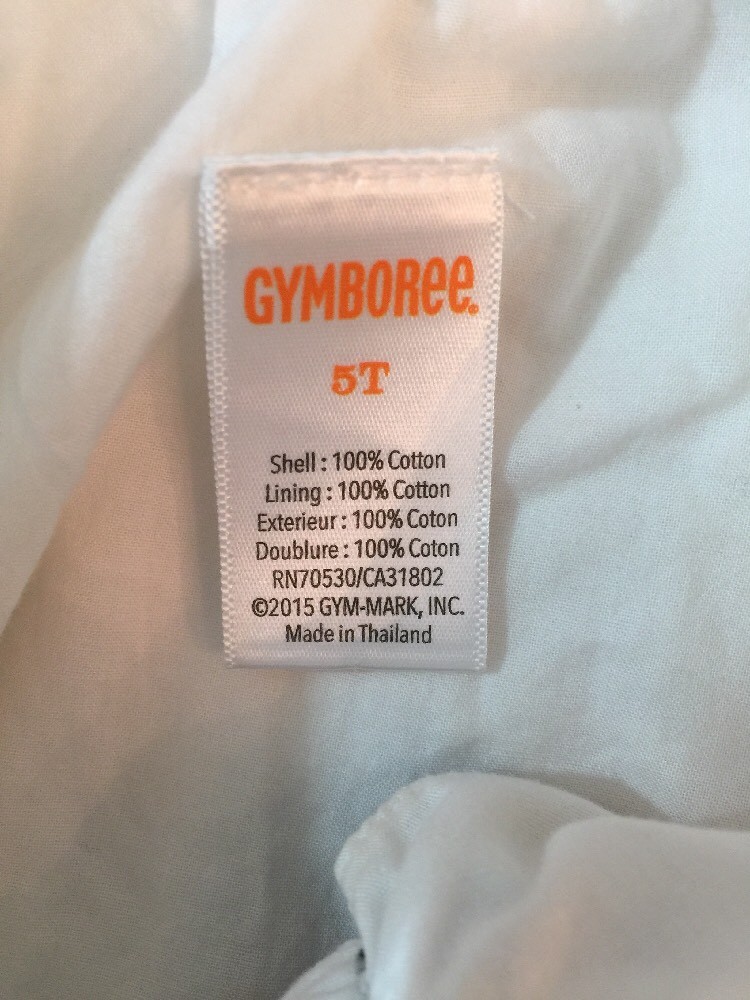 GYMBOREE.
5T
Shell : 100% Cotton
Lining : 100% Cotton
Exterieur : 100% Coton
Doublure : 100% Coton
RN70530/CA31802
©2015 GYM-MARK, INC.
Made in Thailand